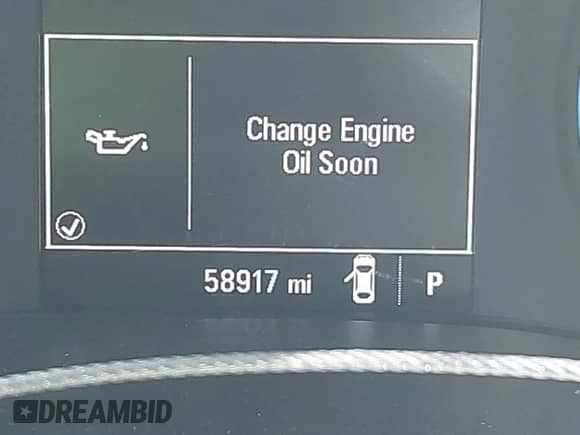 Change Engine
Oil Soon
58917 mi
P
DREAMBID